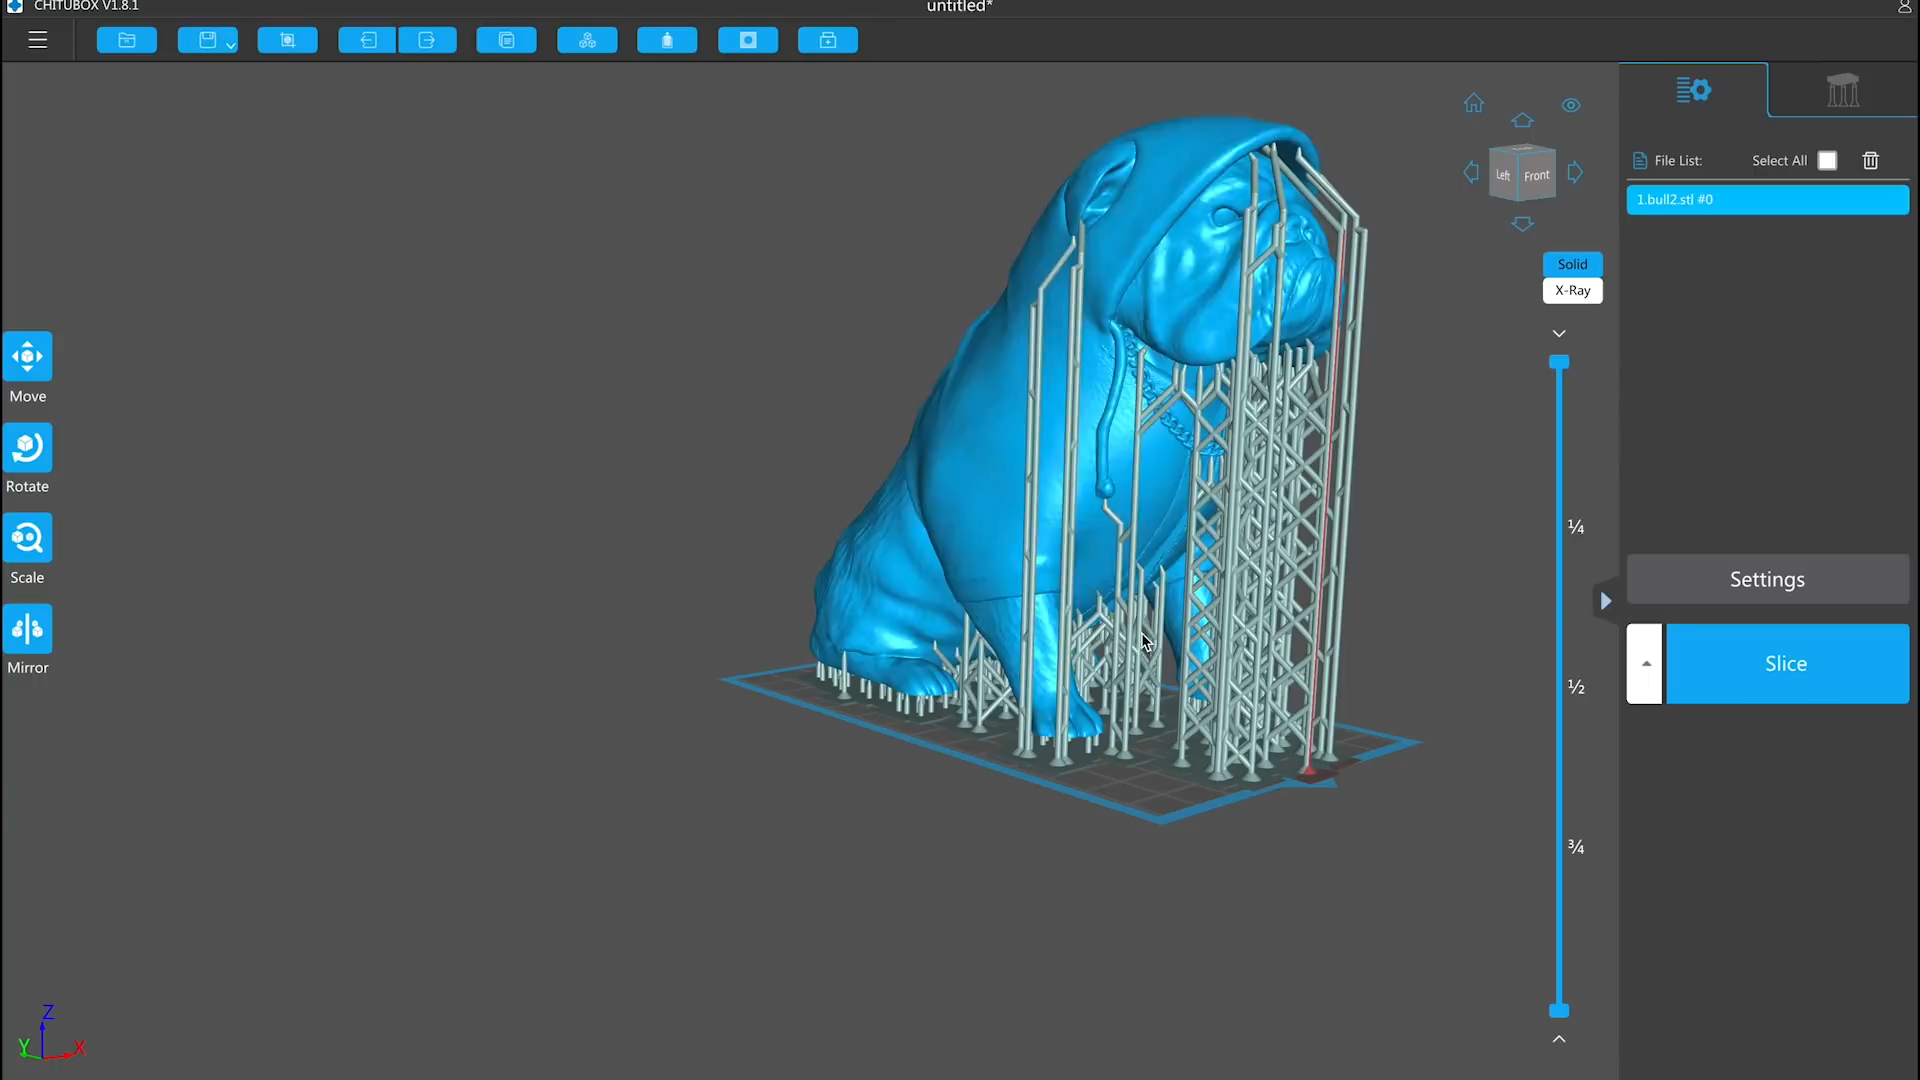 CHITUBOX V1.8.1
untitled*
File List:
Select All
1.bull2.stl #0
Left
Front
Solid
X-Ray
Move
Rotate
Scale
Mirror
¼
½
¾
Settings
Slice
Z
Y
X